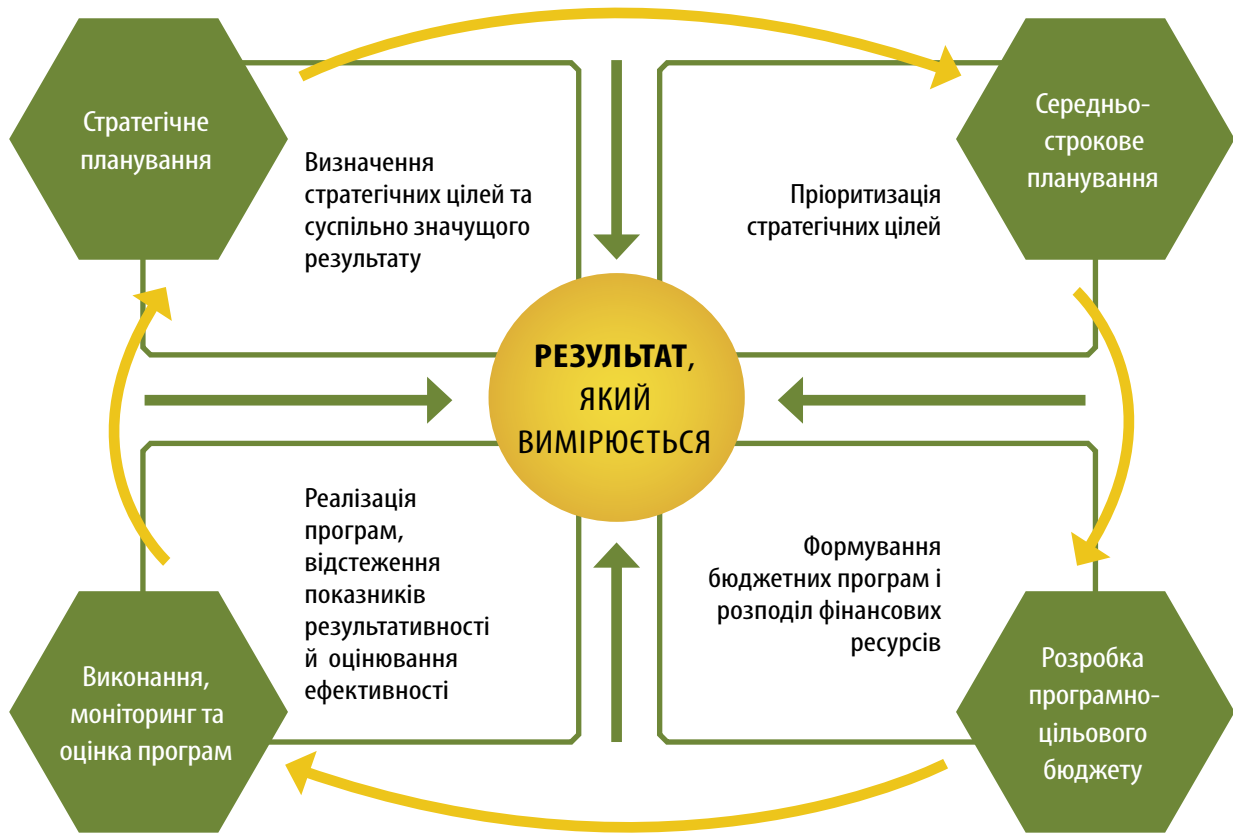 Стратегічне
планування
Визначення
стратегічних цілей та
суспільно значущого
результату
Середньо-
строкове
планування
Пріоритизація
стратегічних цілей
РЕЗУЛЬТАТ,
ЯКИЙ
ВИМІРЮЄТЬСЯ
Реалізація
програм,
відстеження
показників
результативності
й оцінювання
ефективності
Виконання,
моніторинг та
оцінка програм
Формування
бюджетних програм і
розподіл фінансових
ресурсів
Розробка
програмно-
цільового
бюджету